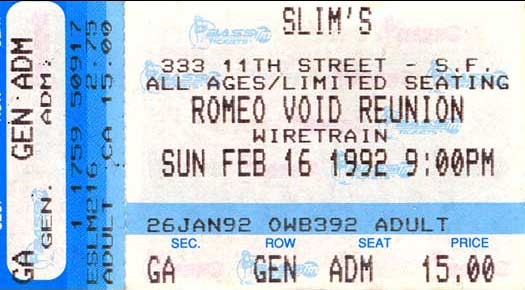 SLIM'S
333 11TH STREET - S.F.
ALL AGES/LIMITED SEATING
ROMEO VOID REUNION
WIRETRAIN
SUN FEB 16 1992 9:00PM
26JAN92 OWB392 ADULT
SEC. ROW SEAT PRICE
GA GEN ADM 15.00
GA GEN ADM
GEN. ADM.
1 1759 50917
ESLM216 2.75
ADULT CA 15.00
BASS
TICKETS